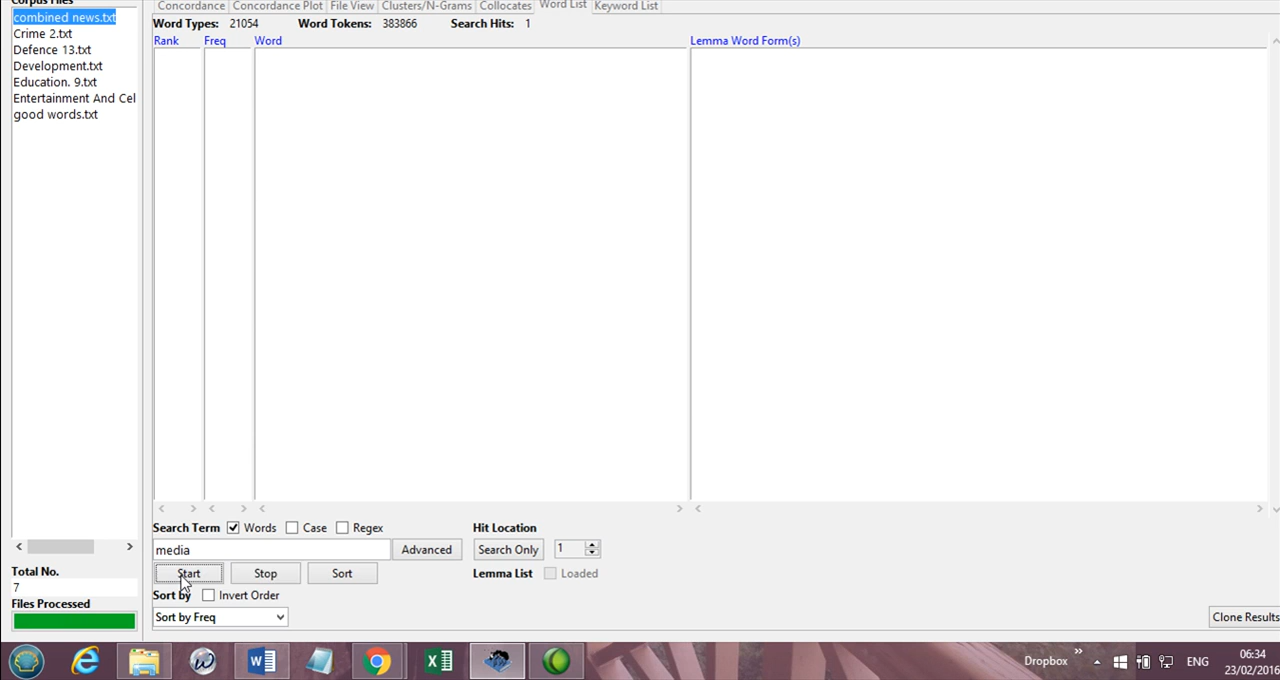 Corpus Files
combined news.txt
Crime 2.txt
Defence 13.txt
Development.txt
Education. 9.txt
Entertainment And Cel
good words.txt
Total No.
7
Files Processed
Concordance Concordance Plot File View Clusters/N-Grams Collocates Word List Keyword List
Word Types: 21054 Word Tokens: 383866 Search Hits: 1
Rank Freq Word Lemma Word Form(s)
Search Term Words Case Regex Hit Location
media Advanced Search Only 1
Start Stop Sort Lemma List Loaded
Sort by Invert Order
Sort by Freq Clone Results
Dropbox ENG 06:34
23/02/2016